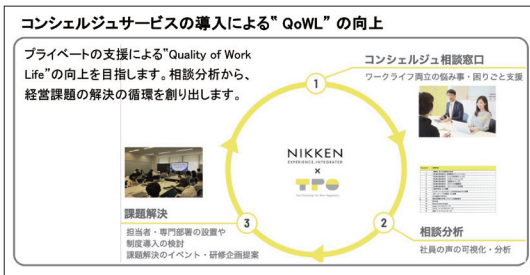 コンシェルジュサービスの導入による“ QoWL” の向上
プライベートの支援による“Quality of Work
Life”の向上を目指します。相談分析から、
経営課題の解決の循環を創り出します。
1
コンシェルジュ相談窓口
ワークライフ両立の悩み事・困りごと支援
NIKKEN
EXPERIENCE, INTEGRATED
×
TPO
3
課題解決
担当者・専門部署の設置や
制度導入の検討
課題解決のイベント・研修企画提案
2
相談分析
社員の声の可視化・分析